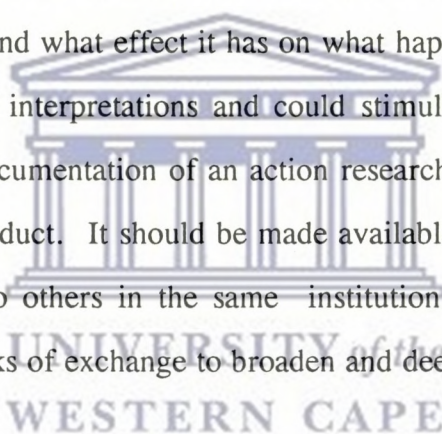 nd what effect it has on what hap
interpretations and could stimul
cumentation of an action research
duct. It should be made availabl
o others in the same institution
ks of exchange to broaden and dee
UNIVERSITY of the
WESTERN CAPE